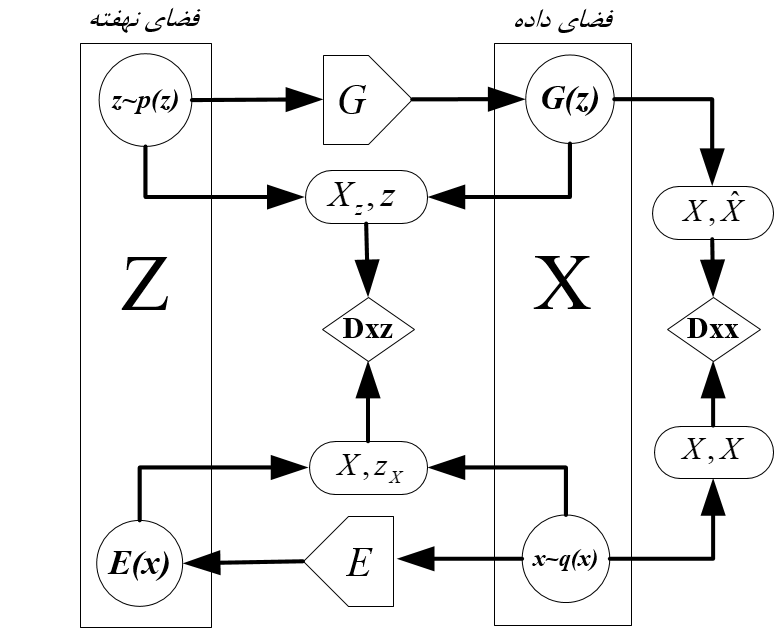 فضای نهفته
فضای داده
z~p(z)
G
G(z)
X_z, z
X, X̂
Z
X
Dxz
Dxx
X, z_X
X, X
E(x)
E
x~q(x)